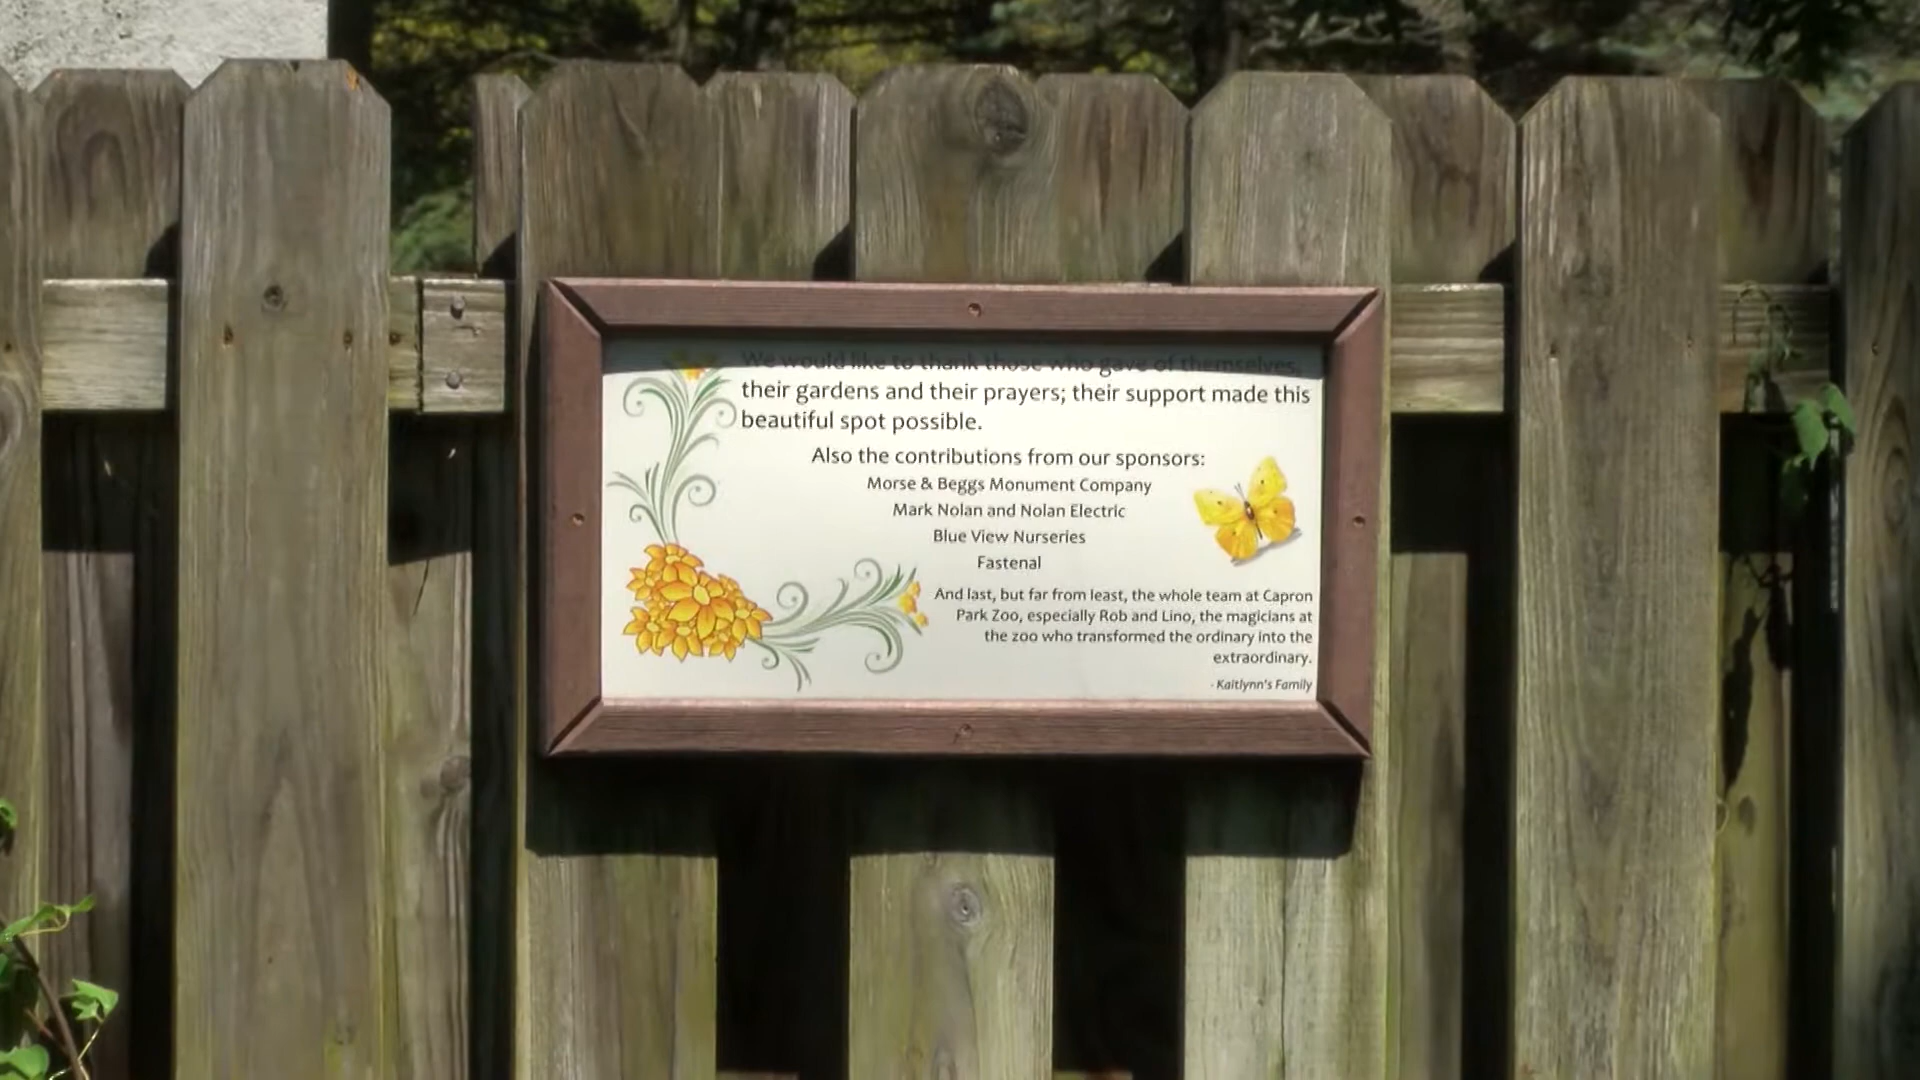 We would like to thank those who gave of themselves,
their gardens and their prayers; their support made this
beautiful spot possible.
Also the contributions from our sponsors:
Morse & Beggs Monument Company
Mark Nolan and Nolan Electric
Blue View Nurseries
Fastenal
And last, but far from least, the whole team at Capron
Park Zoo, especially Rob and Lino, the magicians at
the zoo who transformed the ordinary into the
extraordinary.
- Kaitlynn's Family